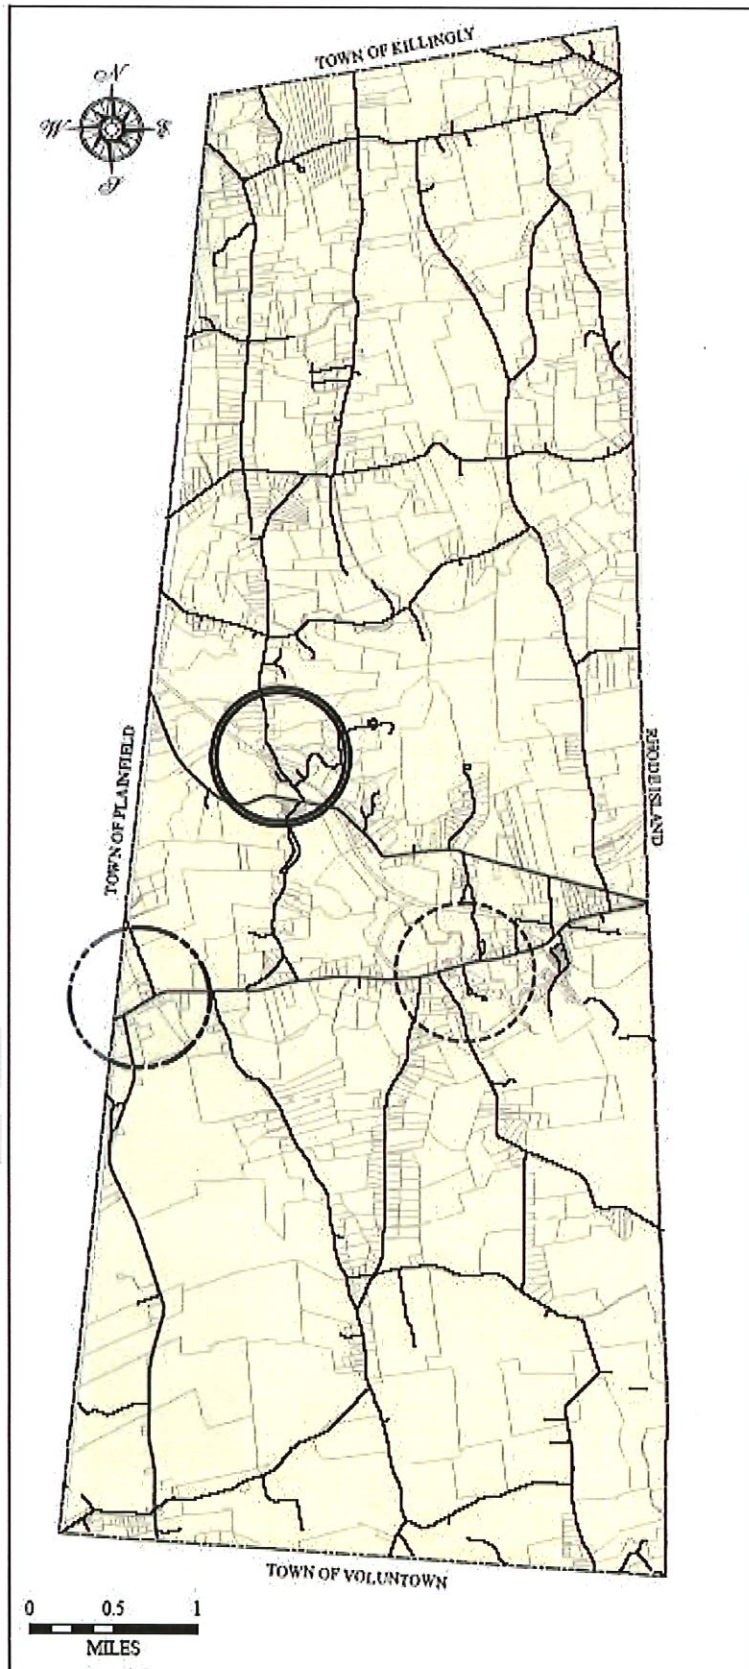 TOWN OF KILLINGLY
N
W E
S
TOWN OF PLAINFIELD
RHODE ISLAND
TOWN OF VOLUNTOWN
0 0.5 1
MILES